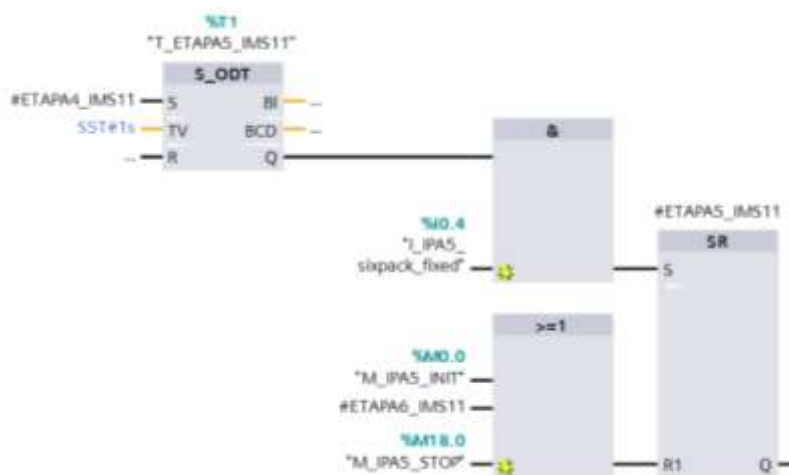 %T1
"T_ETAPA5_IMS11"
S_ODT
#ETAPA4_IMS11 S BI ...
S5T#1s TV BCD ...
... R Q
&
%I0.4
"I_IPA5_
sixpack_fixed"
#ETAPA5_IMS11
SR
S
>=1
%M0.0
"M_IPA5_INIT"
#ETAPA6_IMS11
%M18.0
"M_IPA5_STOP"
R1 Q